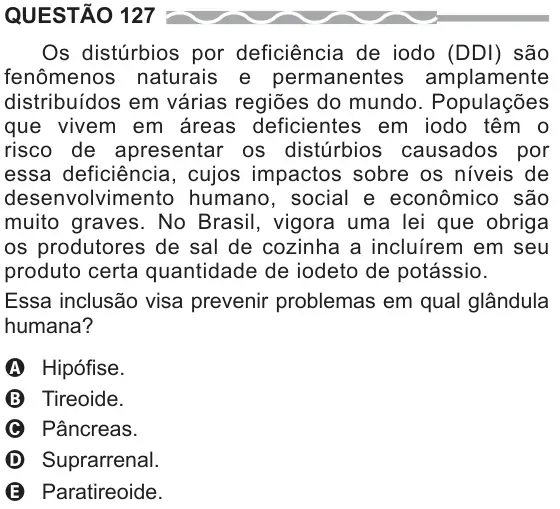 QUESTÃO 127
Os distúrbios por deficiência de iodo (DDI) são
fenômenos naturais e permanentes amplamente
distribuídos em várias regiões do mundo. Populações
que vivem em áreas deficientes em iodo têm o
risco de apresentar os distúrbios causados por
essa deficiência, cujos impactos sobre os níveis de
desenvolvimento humano, social e econômico são
muito graves. No Brasil, vigora uma lei que obriga
os produtores de sal de cozinha a incluírem em seu
produto certa quantidade de iodeto de potássio.
Essa inclusão visa prevenir problemas em qual glândula
humana?
A Hipófise.
B Tireoide.
C Pâncreas.
D Suprarrenal.
E Paratireoide.